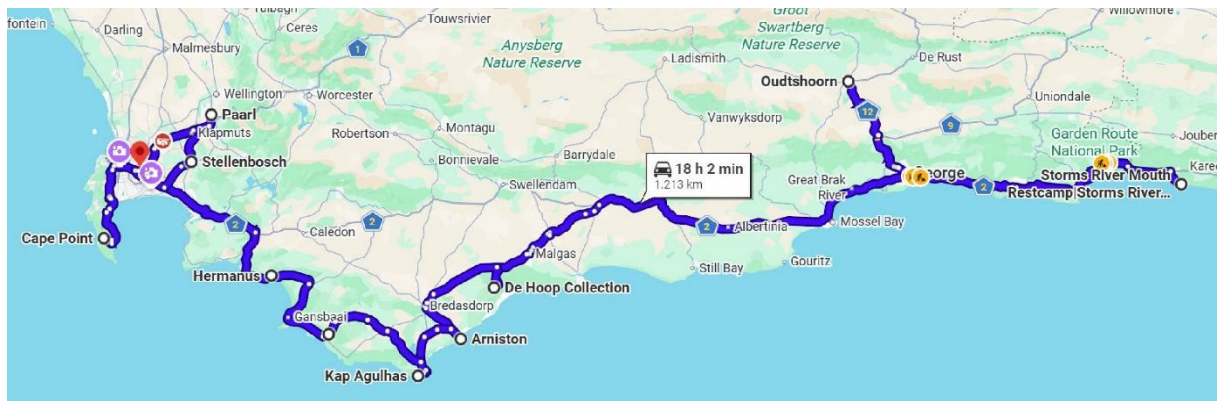 fontein
Darling
Tulbagh
Ceres
Touwsrivier
Groot
Swartberg
Nature Reserve
Willowmore
Malmesbury
1
Anysberg
Nature Reserve
Ladismith
De Rust
Oudtshoorn
Wellington
Worcester
Uniondale
Paarl
Klapmuts
Robertson
Montagu
Vanwyksdorp
12
9
Garden Route
National Park
Jouber
Stellenbosch
Bonnievale
Barrydale
18 h 2 min
1.213 km
George
Storms River Mouth
Karee
Swellendam
Great Brak
River
2
Restcamp Storms River...
2
Caledon
2
2
Albertinia
Mossel Bay
Cape Point
Malgas
Still Bay
Gouritz
Hermanus
De Hoop Collection
Gansbaai
Bredasdorp
Arniston
Kap Agulhas